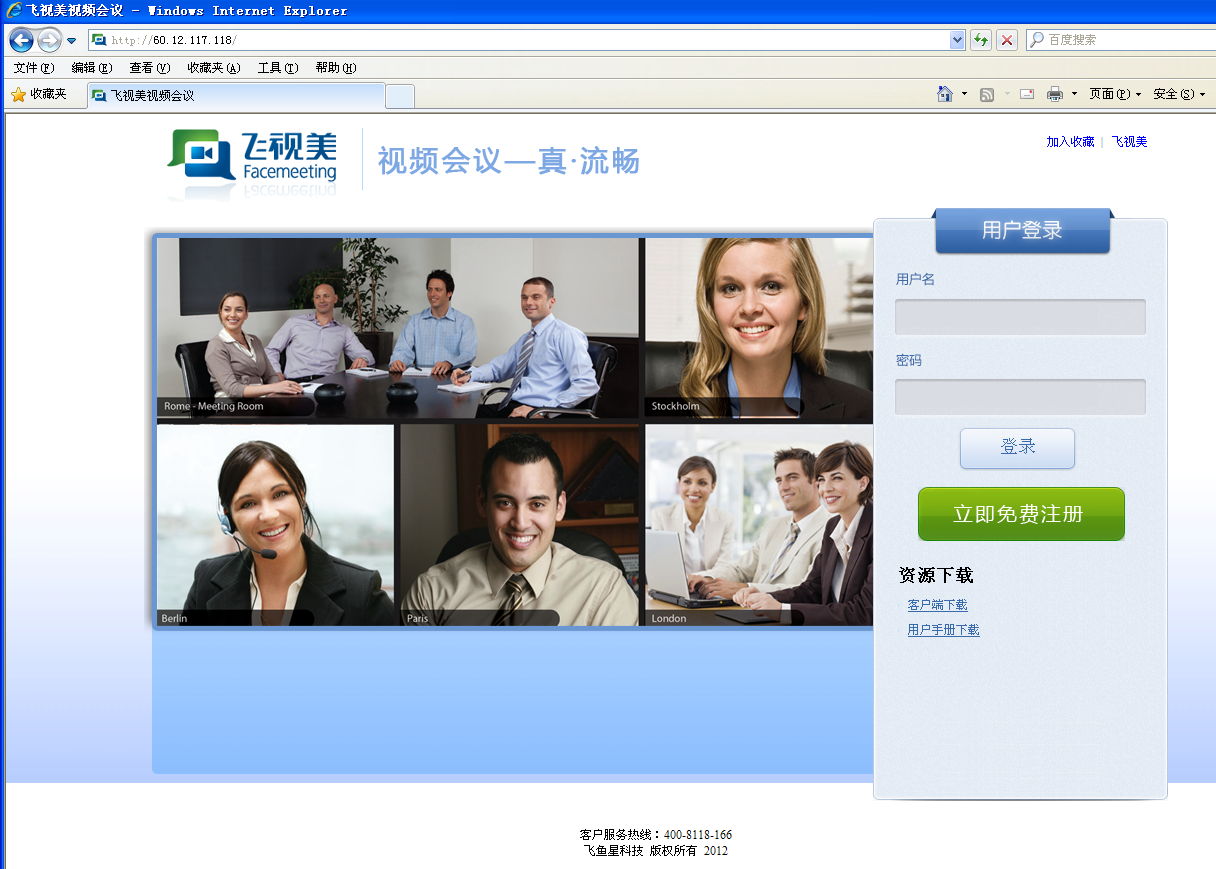 飞视美视频会议 - Windows Internet Explorer
http://60.12.117.118/
百度搜索
文件(F) 编辑(E) 查看(V) 收藏夹(A) 工具(T) 帮助(H)
收藏夹
飞视美视频会议
页面(P) 安全(S)
飞视美
Facemeeting
视频会议—真·流畅
加入收藏 | 飞视美
用户登录
用户名
密码
登录
立即免费注册
资源下载
客户端下载
用户手册下载
Rome - Meeting Room
Stockholm
Berlin
Paris
London
客户服务热线：400-8118-166
飞鱼星科技 版权所有 2012